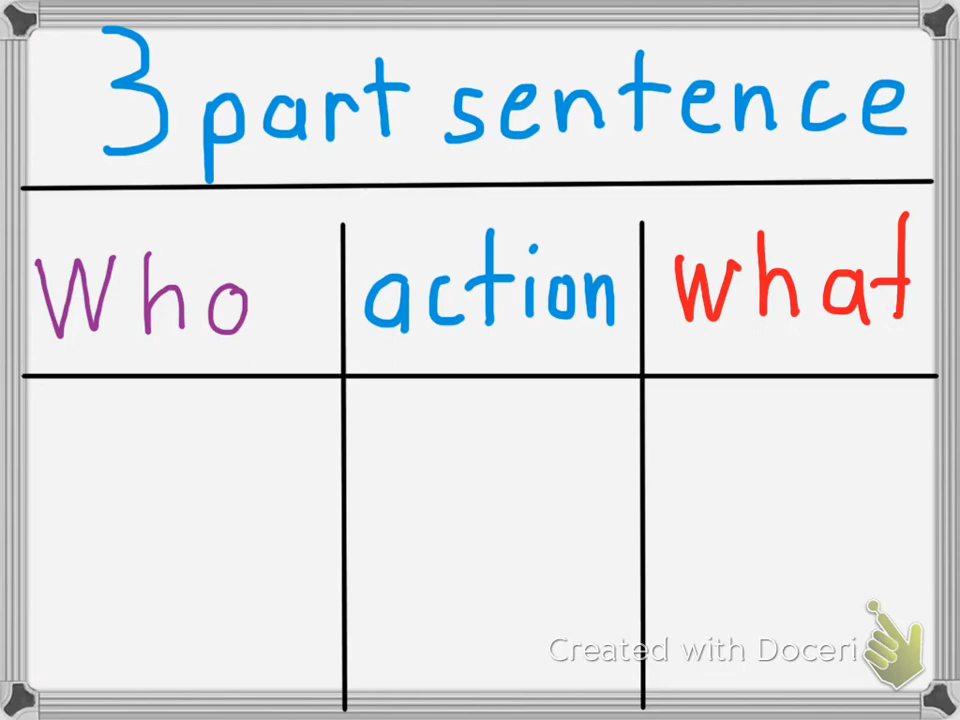 3 part sentence
Who action what
Created with Doceri